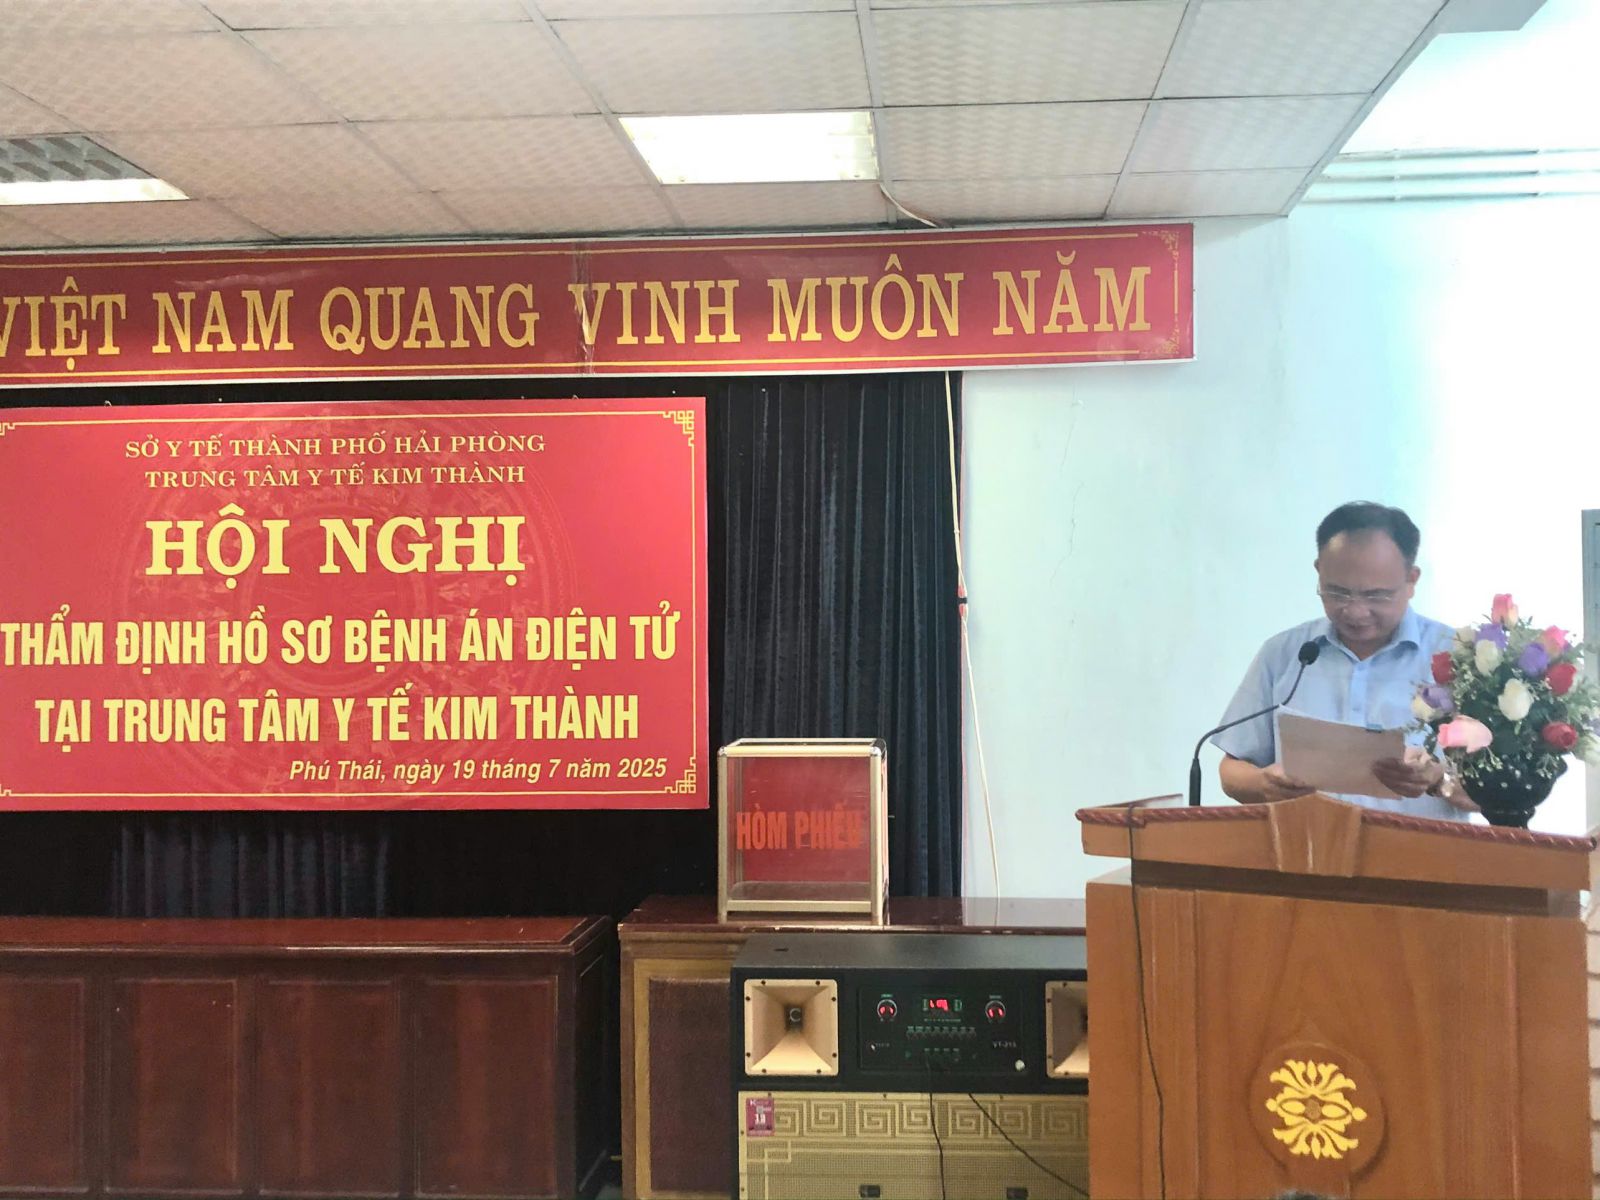 VIỆT NAM QUANG VINH MUÔN NĂM
SỞ Y TẾ THÀNH PHỐ HẢI PHÒNG
TRUNG TÂM Y TẾ KIM THÀNH
HỘI NGHỊ
THẨM ĐỊNH HỒ SƠ BỆNH ÁN ĐIỆN TỬ
TẠI TRUNG TÂM Y TẾ KIM THÀNH
Phú Thái, ngày 19 tháng 7 năm 2025
HÒM PHIẾU